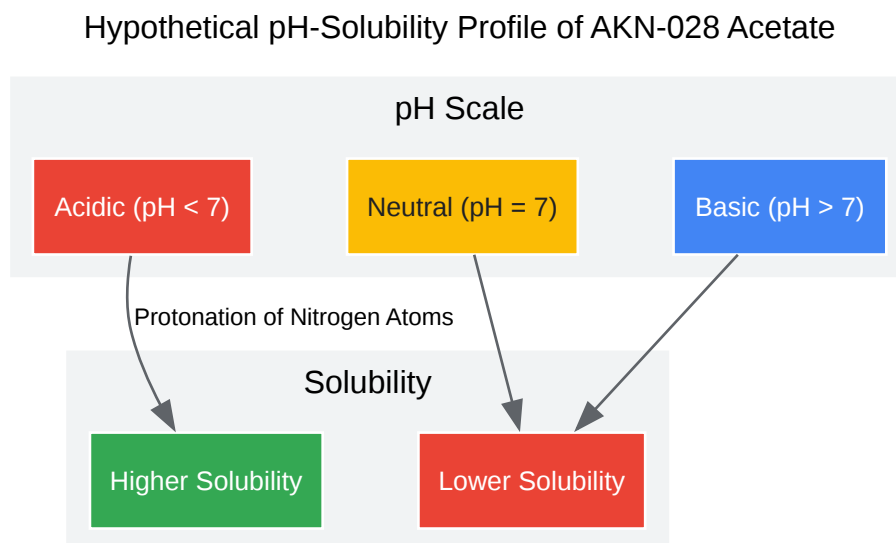 Hypothetical pH-Solubility Profile of AKN-028 Acetate
pH Scale
Acidic (pH < 7)
Neutral (pH = 7)
Basic (pH > 7)
Protonation of Nitrogen Atoms
Solubility
Higher Solubility
Lower Solubility